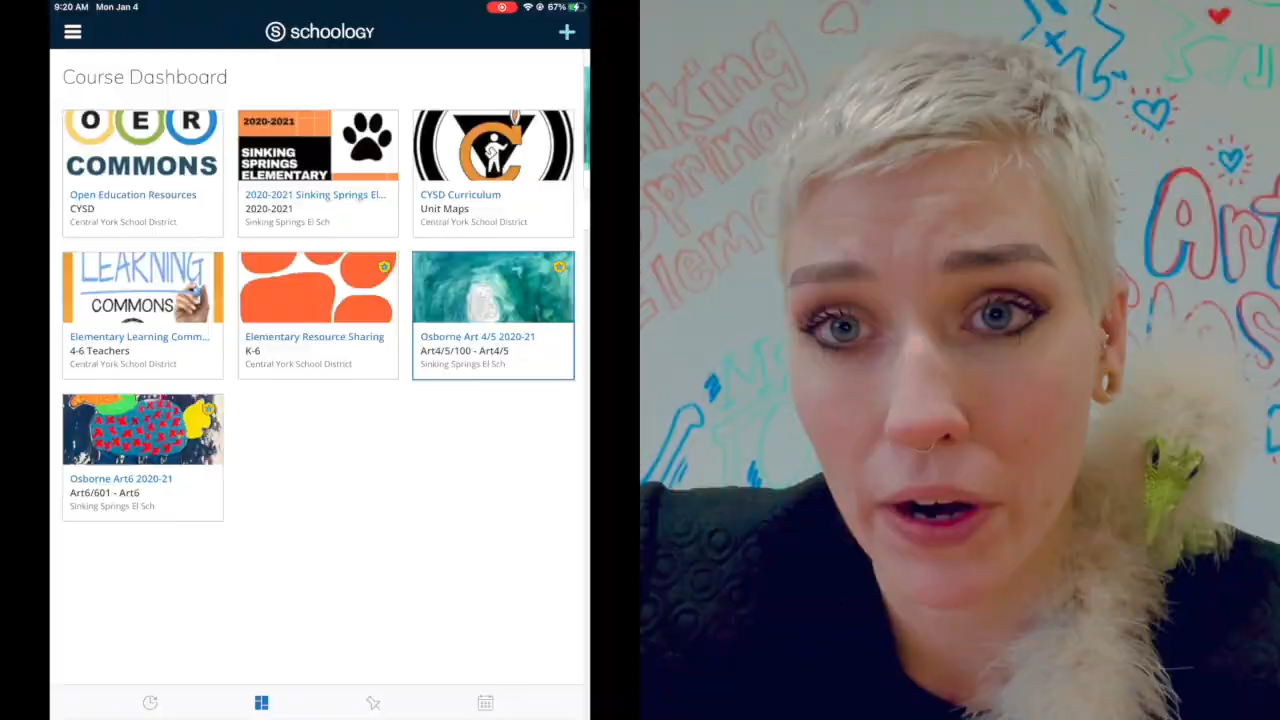 9:20 AM Mon Jan 4
67%
S schoology
Course Dashboard
OER
COMMONS
Open Education Resources
CYSD
Central York School District
2020-2021
SINKING
SPRINGS
ELEMENTARY
2020-2021 Sinking Springs El...
2020-2021
Sinking Springs El Sch
C
CYSD Curriculum
Unit Maps
Central York School District
LEARNING
COMMONS
Elementary Learning Comm...
4-6 Teachers
Central York School District
Elementary Resource Sharing
K-6
Central York School District
Osborne Art 4/5 2020-21
Art4/5/100 - Art4/5
Sinking Springs El Sch
Osborne Art6 2020-21
Art6/601 - Art6
Sinking Springs El Sch
Art